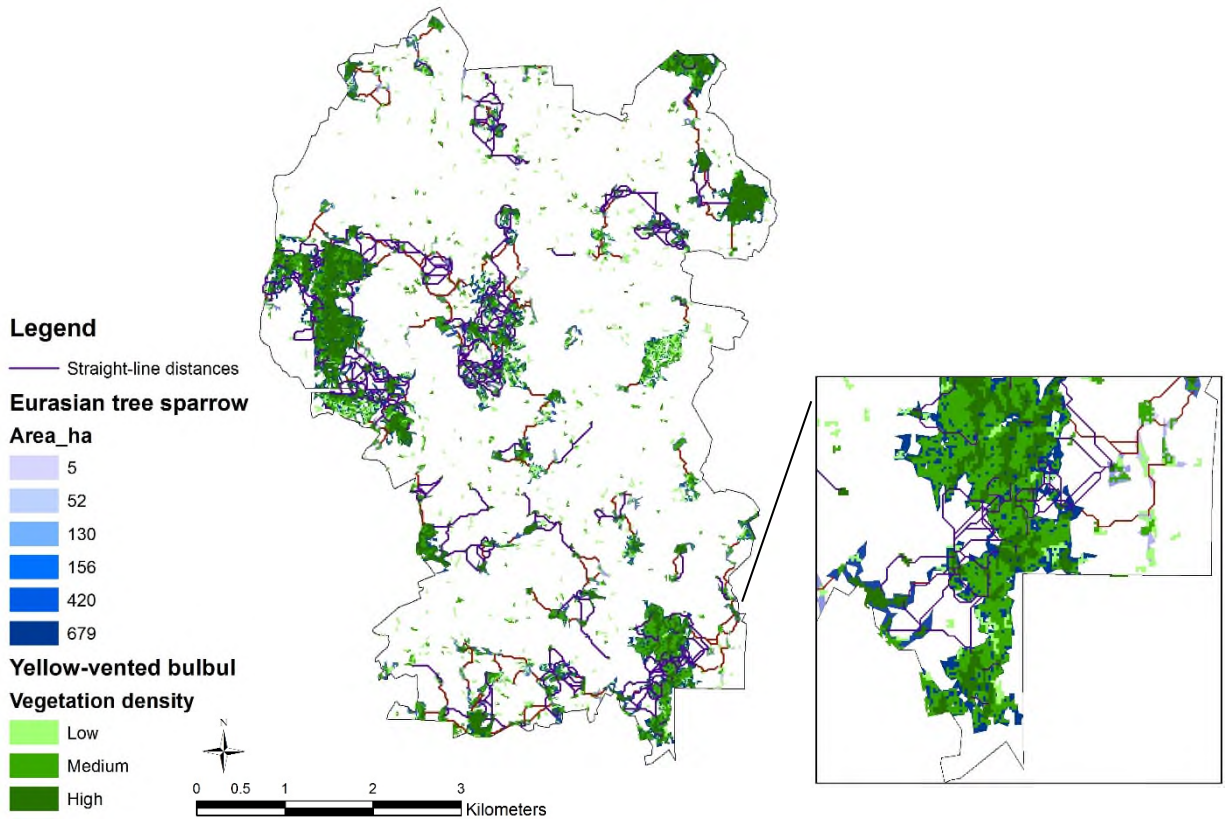 Legend
Straight-line distances
Eurasian tree sparrow
Area_ha
5
52
130
156
420
679
Yellow-vented bulbul
Vegetation density
Low
Medium
High
N
0 0.5 1 2 3
Kilometers